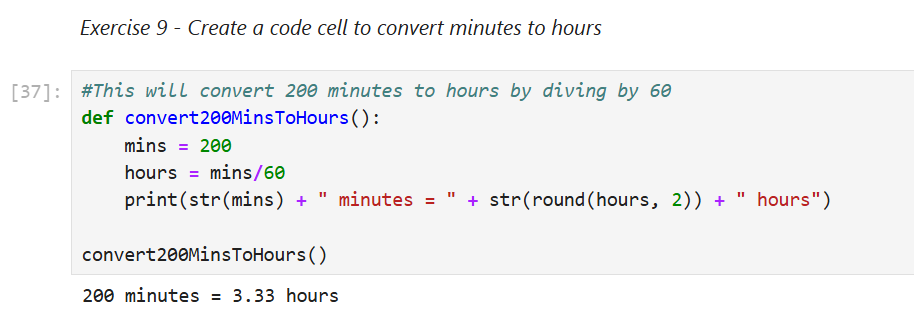 Exercise 9 - Create a code cell to convert minutes to hours
[37]: #This will convert 200 minutes to hours by diving by 60
def convert200MinsToHours():
    mins = 200
    hours = mins/60
    print(str(mins) + " minutes = " + str(round(hours, 2)) + " hours")
convert200MinsToHours()
200 minutes = 3.33 hours